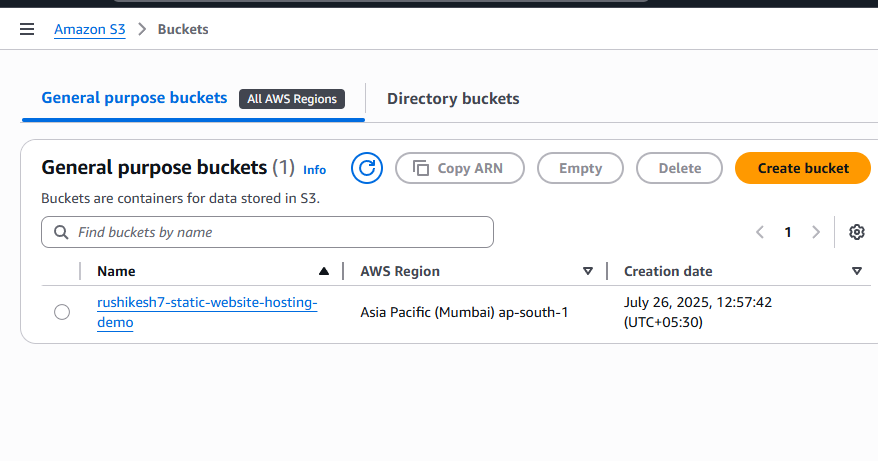 Amazon S3 > Buckets
General purpose buckets All AWS Regions Directory buckets
General purpose buckets (1) Info Copy ARN Empty Delete Create bucket
Buckets are containers for data stored in S3.
Find buckets by name 1
Name AWS Region Creation date
rushikesh7-static-website-hosting- Asia Pacific (Mumbai) ap-south-1 July 26, 2025, 12:57:42
demo (UTC+05:30)